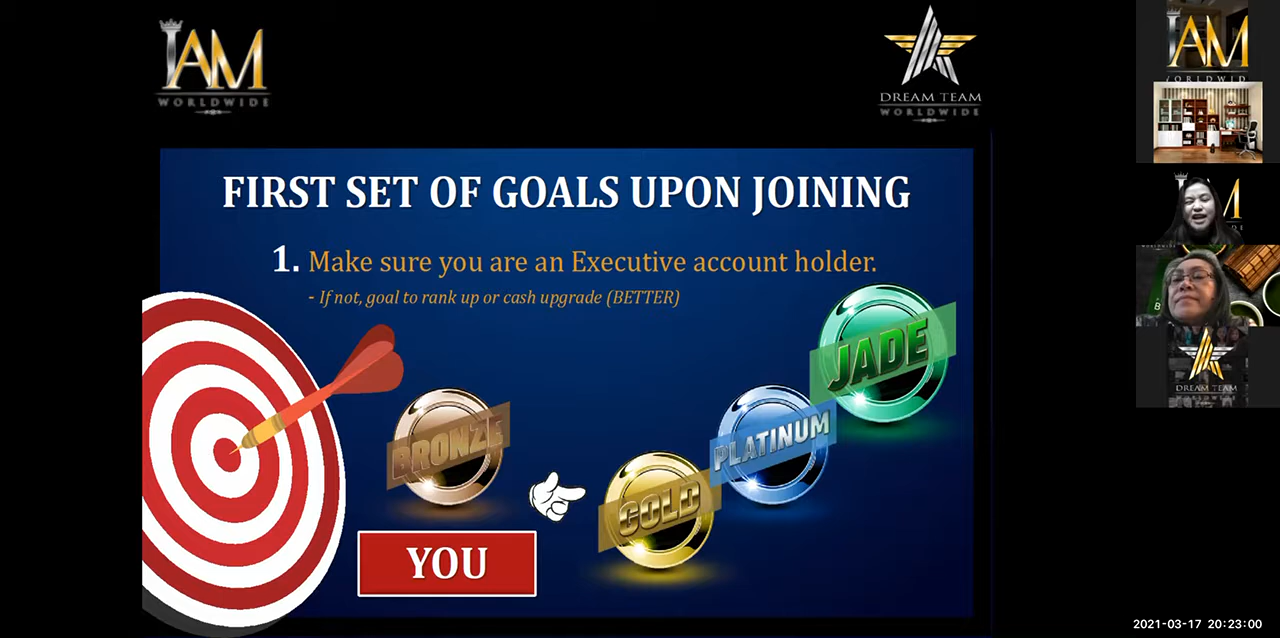 IAM
WORLDWIDE
DREAM TEAM
WORLDWIDE
FIRST SET OF GOALS UPON JOINING
1. Make sure you are an Executive account holder.
- If not, goal to rank up or cash upgrade (BETTER)
JADE
BRONZE
PLATINUM
GOLD
YOU
IAM
WORLDWIDE
DREAM TEAM
WORLDWIDE
2021-03-17 20:23:00